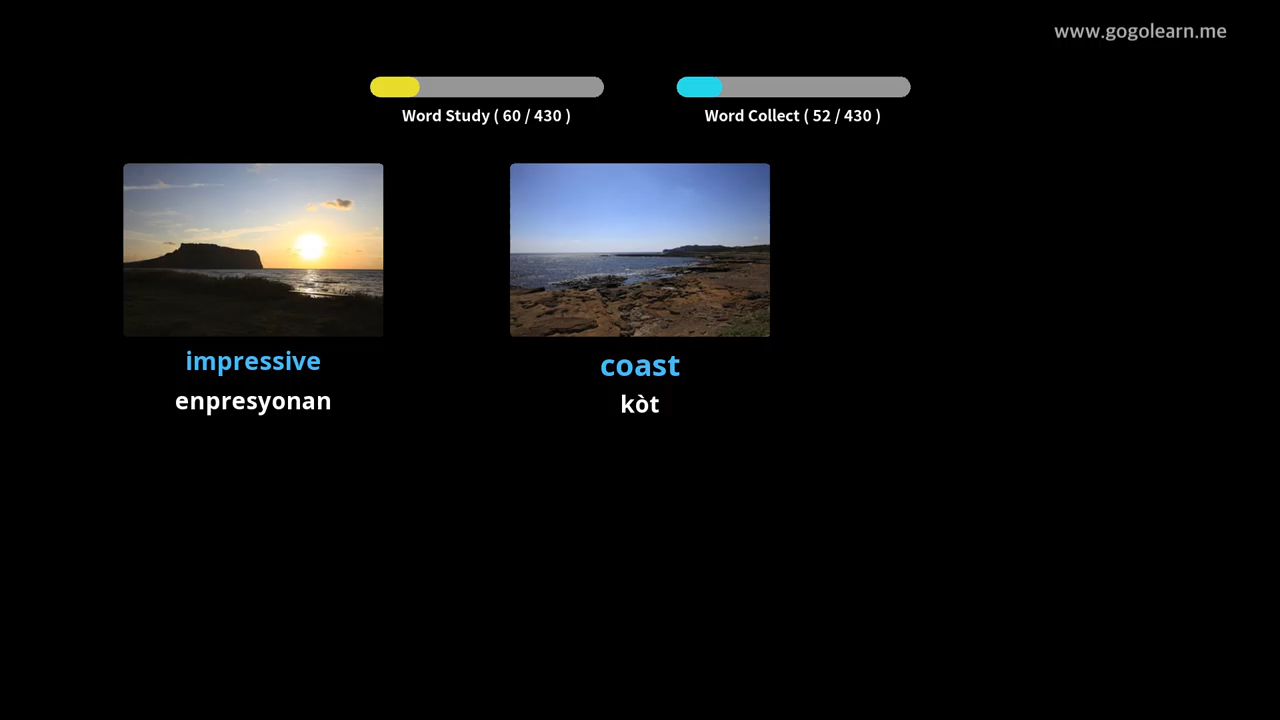 www.gogolearn.me
Word Study ( 60 / 430 )
Word Collect ( 52 / 430 )
impressive
enpresyonan
coast
kòt